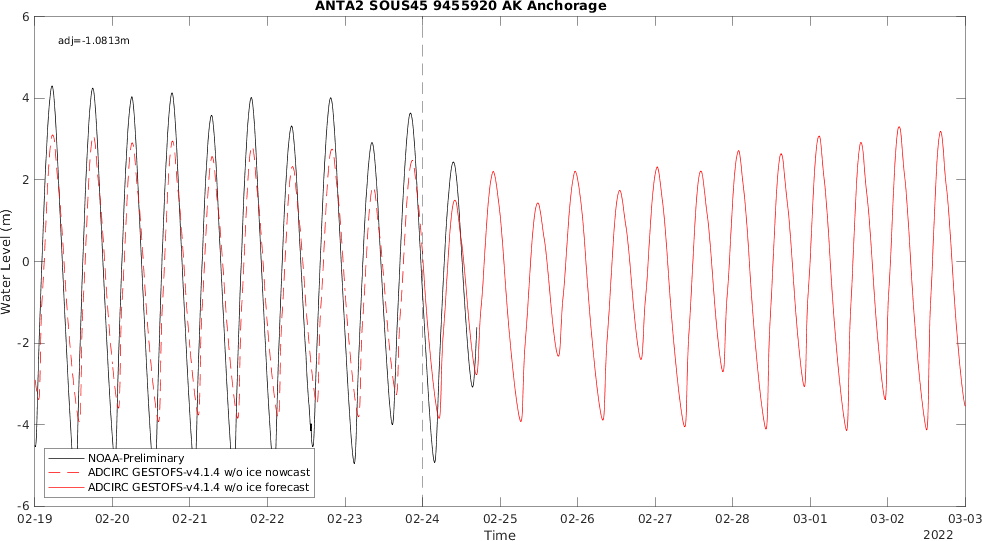 ANTA2 SOUS45 9455920 AK Anchorage
6
adj=-1.0813m
4
2
0
-2
-4
-6
Water Level (m)
NOAA-Preliminary
ADCIRC GESTOFS-v4.1.4 w/o ice nowcast
ADCIRC GESTOFS-v4.1.4 w/o ice forecast
02-19 02-20 02-21 02-22 02-23 02-24 02-25 02-26 02-27 02-28 03-01 03-02 03-03
Time
2022